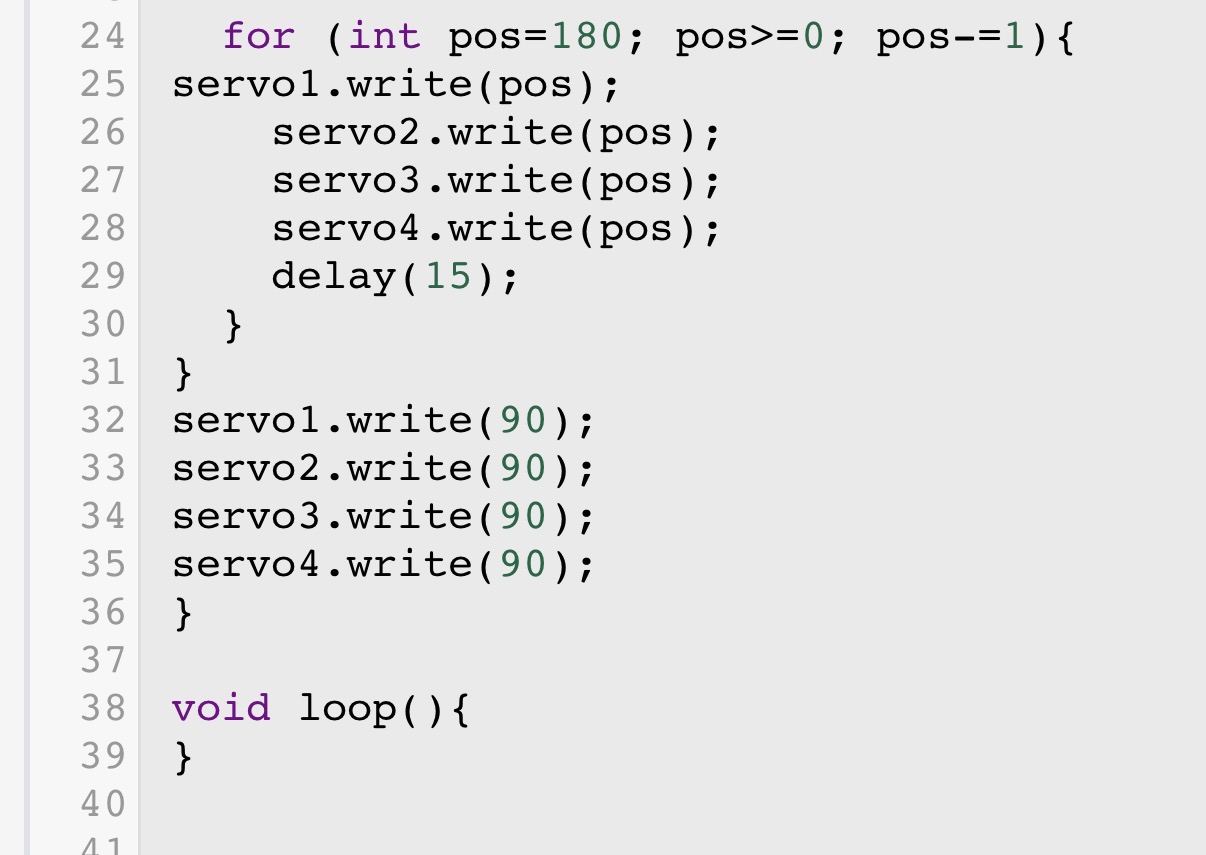 24 for (int pos=180; pos>=0; pos-=1){
25 servo1.write(pos);
26 servo2.write(pos);
27 servo3.write(pos);
28 servo4.write(pos);
29 delay(15);
30 }
31 }
32 servo1.write(90);
33 servo2.write(90);
34 servo3.write(90);
35 servo4.write(90);
36 }
37
38 void loop(){
39 }
40
41